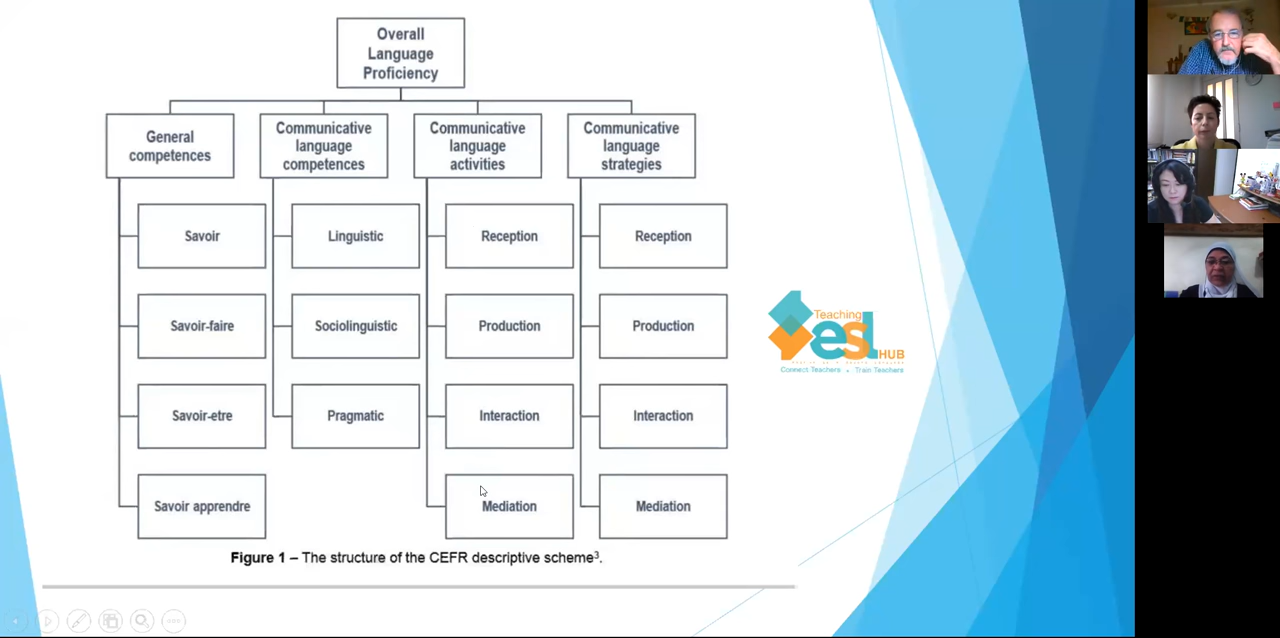 Overall
Language
Proficiency
General
competences
Communicative
language
competences
Communicative
language
activities
Communicative
language
strategies
Savoir
Linguistic
Reception
Reception
Savoir-faire
Sociolinguistic
Production
Production
Savoir-etre
Pragmatic
Interaction
Interaction
Savoir apprendre
Mediation
Mediation
Figure 1 – The structure of the CEFR descriptive scheme³.
Teaching
esl HUB
Connect Teachers • Train Teachers